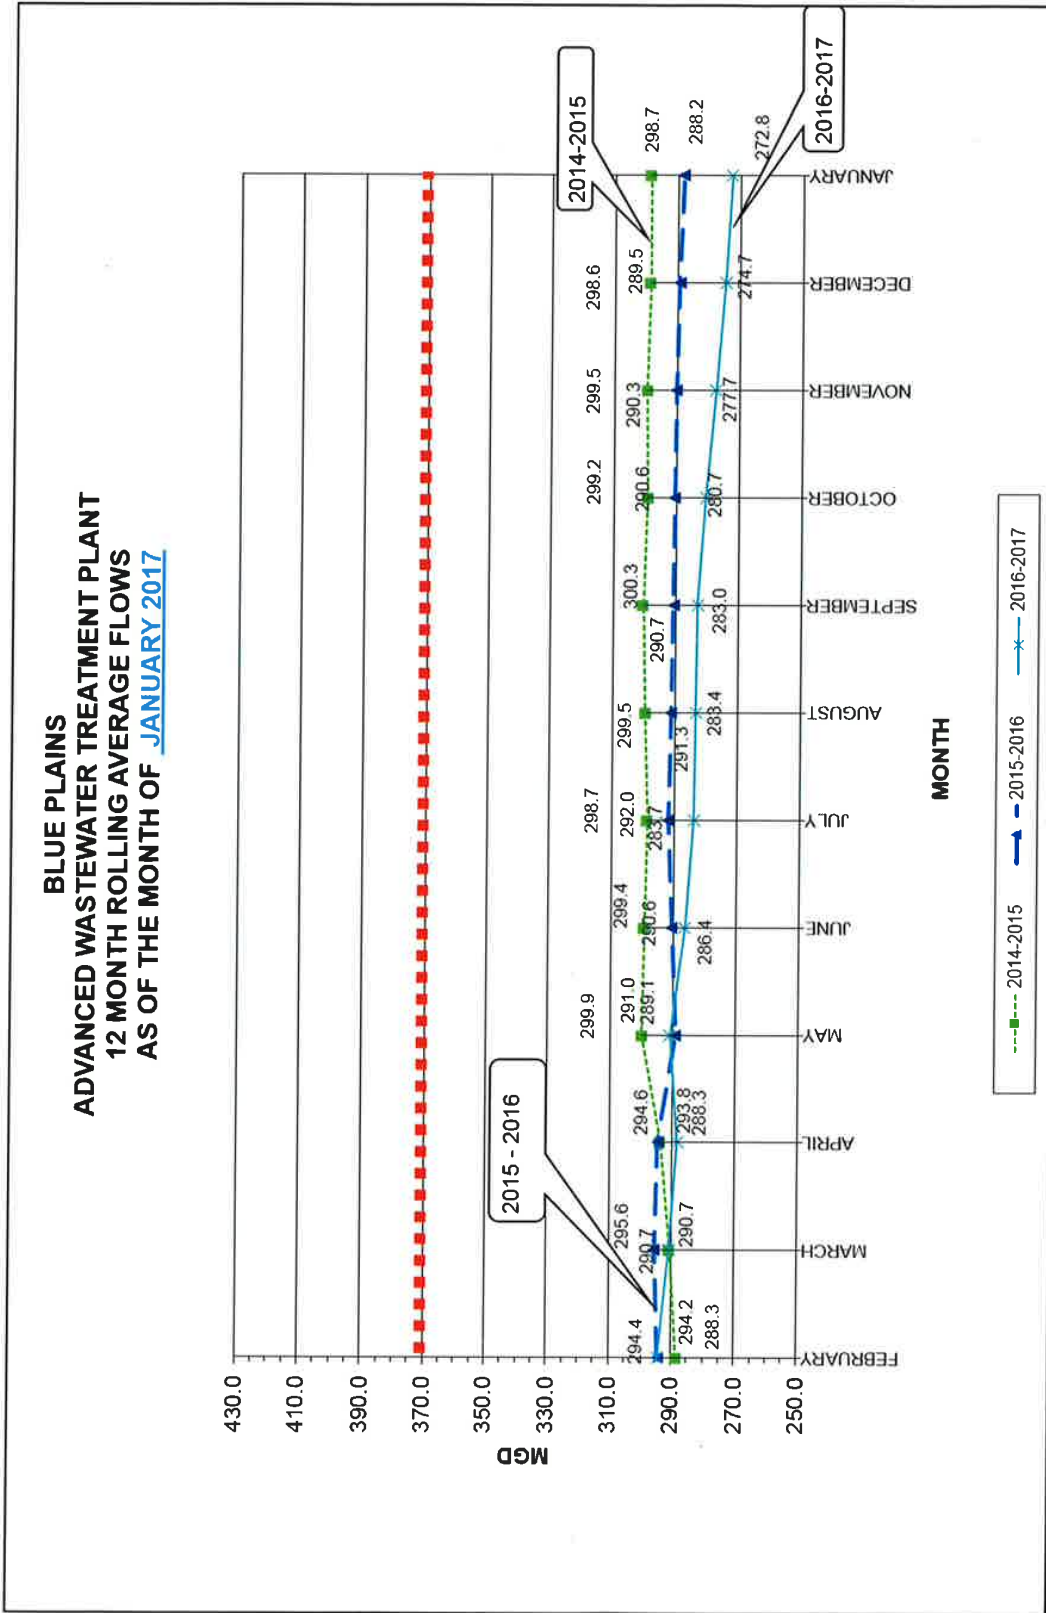 BLUE PLAINS
ADVANCED WASTEWATER TREATMENT PLANT
12 MONTH ROLLING AVERAGE FLOWS
AS OF THE MONTH OF JANUARY 2017
MGD
430.0
410.0
390.0
370.0
350.0
330.0
310.0
290.0
270.0
250.0
2015 - 2016
2014-2015
2016-2017
294.4
294.2
288.3
295.6
290.7
290.7
294.6
293.8
288.3
299.9
291.0
289.1
299.4
290.6
286.4
298.7
292.0
283.7
299.5
291.3
283.4
300.3
290.7
283.0
299.2
290.6
280.7
299.5
290.3
277.7
298.6
289.5
274.7
298.7
288.2
272.8
FEBRUARY
MARCH
APRIL
MAY
JUNE
JULY
AUGUST
SEPTEMBER
OCTOBER
NOVEMBER
DECEMBER
JANUARY
MONTH
2014-2015
2015-2016
2016-2017